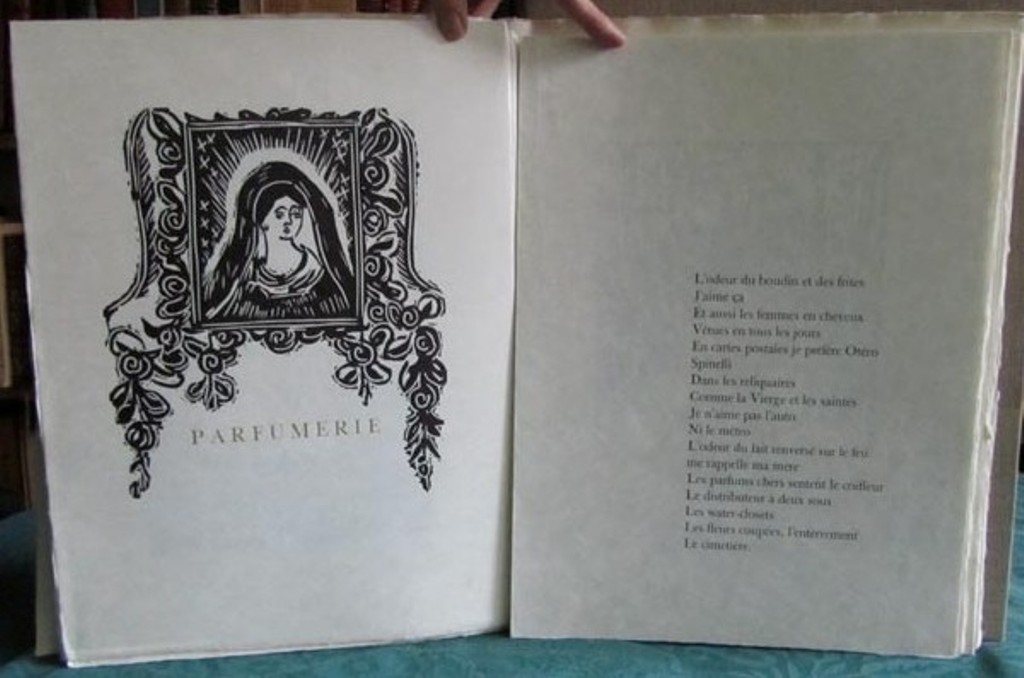 PARFUMERIE
L'odeur du boudin et des frites
J'aime ça
Et aussi les femmes en cheveux
Vêtues en tous les jours
En cartes postales je préfère Otéro
Spinelli
Dans les reliquaires
Comme la Vierge et les saintes
Je n'aime pas l'auto
Ni le métro
L'odeur du lait renversé sur le feu
me rappelle ma mère
Les parfums chers sentent le coiffeur
Le distributeur à deux sous
Les water-closets
Les fleurs coupées, l'enterrement
Le cimetière.